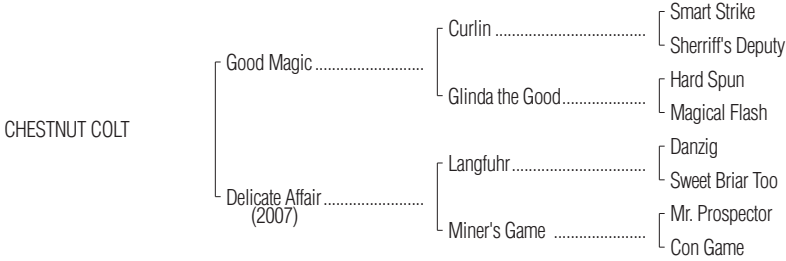 Smart Strike
Curlin ....................................
Sherriff's Deputy
Good Magic .........................
Hard Spun
Glinda the Good....................
Magical Flash
CHESTNUT COLT
Danzig
Langfuhr................................
Sweet Briar Too
Delicate Affair........................
(2007)
Mr. Prospector
Miner's Game ......................
Con Game